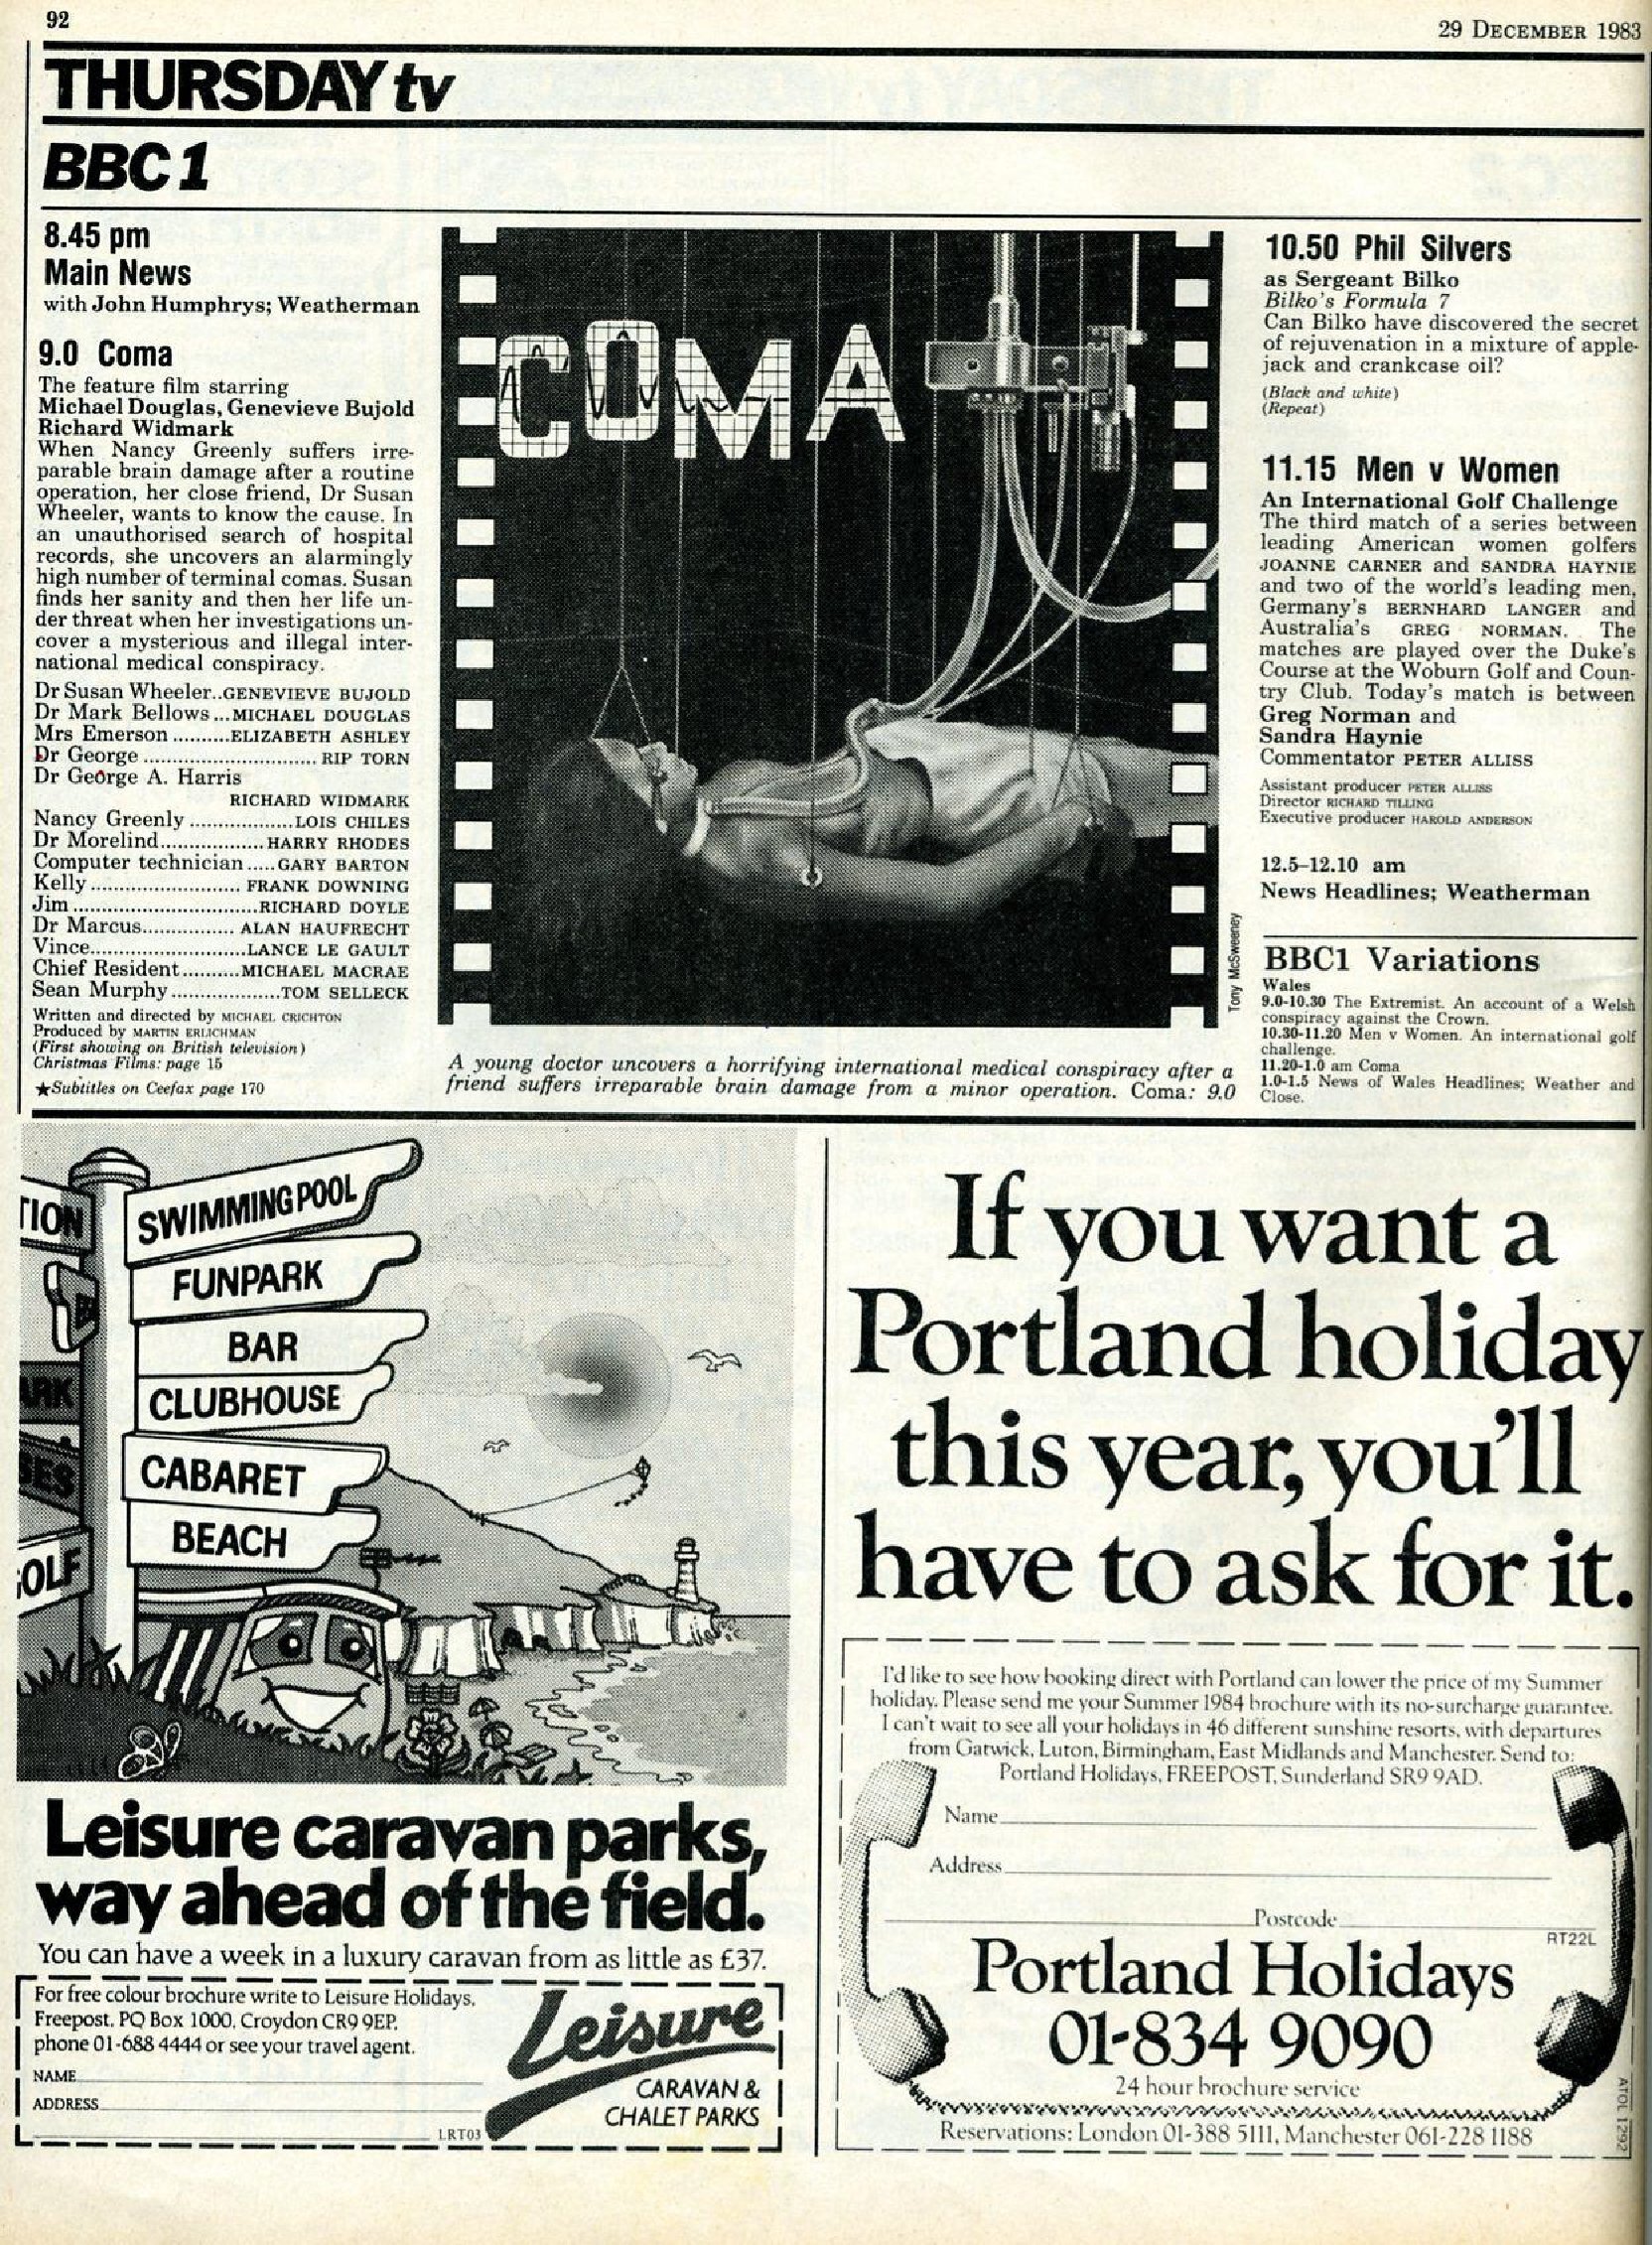 92
29 DECEMBER 1983
THURSDAY tv
BBC 1
8.45 pm
Main News
with John Humphrys; Weatherman
9.0 Coma
The feature film starring
Michael Douglas, Genevieve Bujold
Richard Widmark
When Nancy Greenly suffers irre-
parable brain damage after a routine
operation, her close friend, Dr Susan
Wheeler, wants to know the cause. In
an unauthorised search of hospital
records, she uncovers an alarmingly
high number of terminal comas. Susan
finds her sanity and then her life un-
der threat when her investigations un-
cover a mysterious and illegal inter-
national medical conspiracy.
Dr Susan Wheeler..GENEVIEVE BUJOLD
Dr Mark Bellows...MICHAEL DOUGLAS
Mrs Emerson..........ELIZABETH ASHLEY
Dr George..............................RIP TORN
Dr George A. Harris
RICHARD WIDMARK
Nancy Greenly..................LOIS CHILES
Dr Morelind..................HARRY RHODES
Computer technician.....GARY BARTON
Kelly..........................FRANK DOWNING
Jim................................RICHARD DOYLE
Dr Marcus................ALAN HAUFRECHT
Vince...........................LANCE LE GAULT
Chief Resident..........MICHAEL MACRAE
Sean Murphy...................TOM SELLECK
Written and directed by MICHAEL CRICHTON
Produced by MARTIN ERLICHMAN
(First showing on British television)
Christmas Films: page 15
★Subtitles on Ceefax page 170
COMA
Tony McSweeney
A young doctor uncovers a horrifying international medical conspiracy after a
friend suffers irreparable brain damage from a minor operation. Coma: 9.0
10.50 Phil Silvers
as Sergeant Bilko
Bilko's Formula 7
Can Bilko have discovered the secret
of rejuvenation in a mixture of apple-
jack and crankcase oil?
(Black and white)
(Repeat)
11.15 Men v Women
An International Golf Challenge
The third match of a series between
leading American women golfers
JOANNE CARNER and SANDRA HAYNIE
and two of the world's leading men,
Germany's BERNHARD LANGER and
Australia's GREG NORMAN. The
matches are played over the Duke's
Course at the Woburn Golf and Coun-
try Club. Today's match is between
Greg Norman and
Sandra Haynie
Commentator PETER ALLISS
Assistant producer PETER ALLISS
Director RICHARD TILLING
Executive producer HAROLD ANDERSON
12.5–12.10 am
News Headlines; Weatherman
BBC1 Variations
Wales
9.0-10.30 The Extremist. An account of a Welsh
conspiracy against the Crown.
10.30-11.20 Men v Women. An international golf
challenge.
11.20-1.0 am Coma
1.0-1.5 News of Wales Headlines; Weather and
Close.
TION
SWIMMING POOL
FUNPARK
BAR
ARK
CLUBHOUSE
SES
CABARET
BEACH
GOLF
Leisure caravan parks,
way ahead of the field.
You can have a week in a luxury caravan from as little as £37.
For free colour brochure write to Leisure Holidays,
Freepost, PO Box 1000, Croydon CR9 9EP,
phone 01-688 4444 or see your travel agent.
NAME
ADDRESS
LRT03
Leisure
CARAVAN &
CHALET PARKS
If you want a
Portland holiday
this year, you'll
have to ask for it.
I'd like to see how booking direct with Portland can lower the price of my Summer
holiday. Please send me your Summer 1984 brochure with its no-surcharge guarantee.
I can't wait to see all your holidays in 46 different sunshine resorts, with departures
from Gatwick, Luton, Birmingham, East Midlands and Manchester. Send to:
Portland Holidays, FREEPOST, Sunderland SR9 9AD.
Name
Address
Postcode
RT22L
Portland Holidays
01-834 9090
24 hour brochure service
Reservations: London 01-388 5111, Manchester 061-228 1188
ATOL 1292